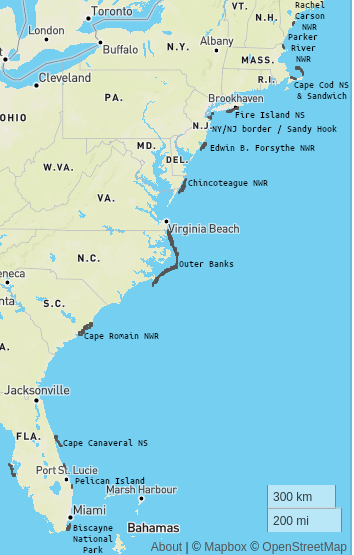 VT.
Rachel
Carson
NWR
Toronto
N.H.
London
Buffalo
Albany
Parker
River
NWR
N.Y.
MASS.
Cleveland
R.I.
Cape Cod NS
& Sandwich
PA.
Brookhaven
OHIO
Fire Island NS
N.J.
NY/NJ border / Sandy Hook
MD.
Edwin B. Forsythe NWR
DEL.
W.VA.
Chincoteague NWR
VA.
Virginia Beach
N.C.
Outer Banks
eneca
nta
S.C.
Cape Romain NWR
A.
Jacksonville
FLA.
Cape Canaveral NS
Port St. Lucie
Pelican Island
Marsh Harbour
300 km
Miami
200 mi
Biscayne
National
Park
Bahamas
About | © Mapbox © OpenStreetMap